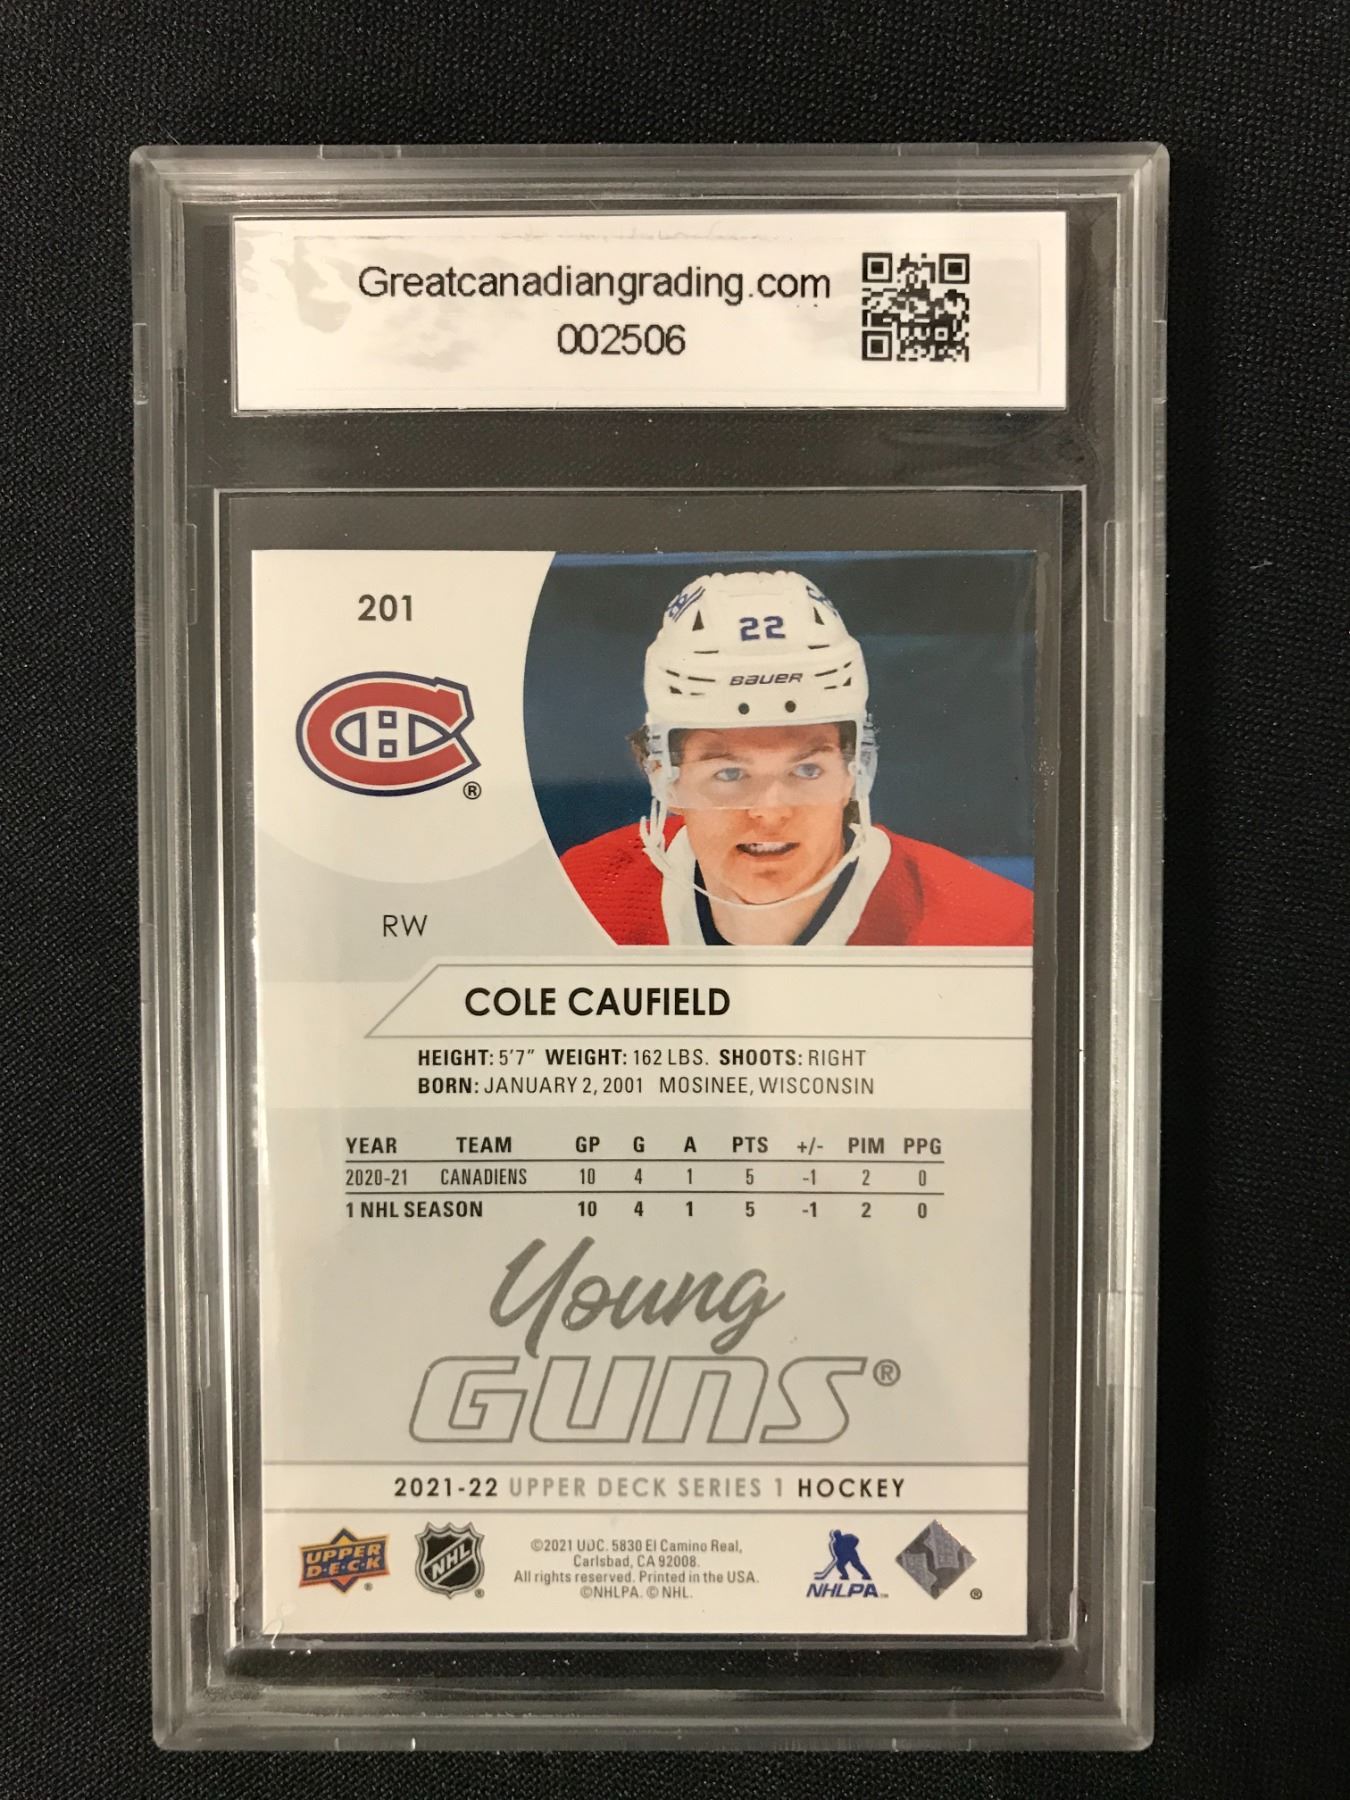 Greatcanadiangrading.com
002506
201
22
BAUER
®
RW
COLE CAUFIELD
HEIGHT: 5'7" WEIGHT: 162 LBS. SHOOTS: RIGHT
BORN: JANUARY 2, 2001 MOSINEE, WISCONSIN
YEAR TEAM GP G A PTS +/- PIM PPG
2020-21 CANADIENS 10 4 1 5 -1 2 0
1 NHL SEASON 10 4 1 5 -1 2 0
Young
GUNS®
2021-22 UPPER DECK SERIES 1 HOCKEY
UPPER
D·E·C·K
®
NHL
®
©2021 UDC. 5830 El Camino Real,
Carlsbad, CA 92008.
All rights reserved. Printed in the USA.
©NHLPA. © NHL.
NHLPA™
®